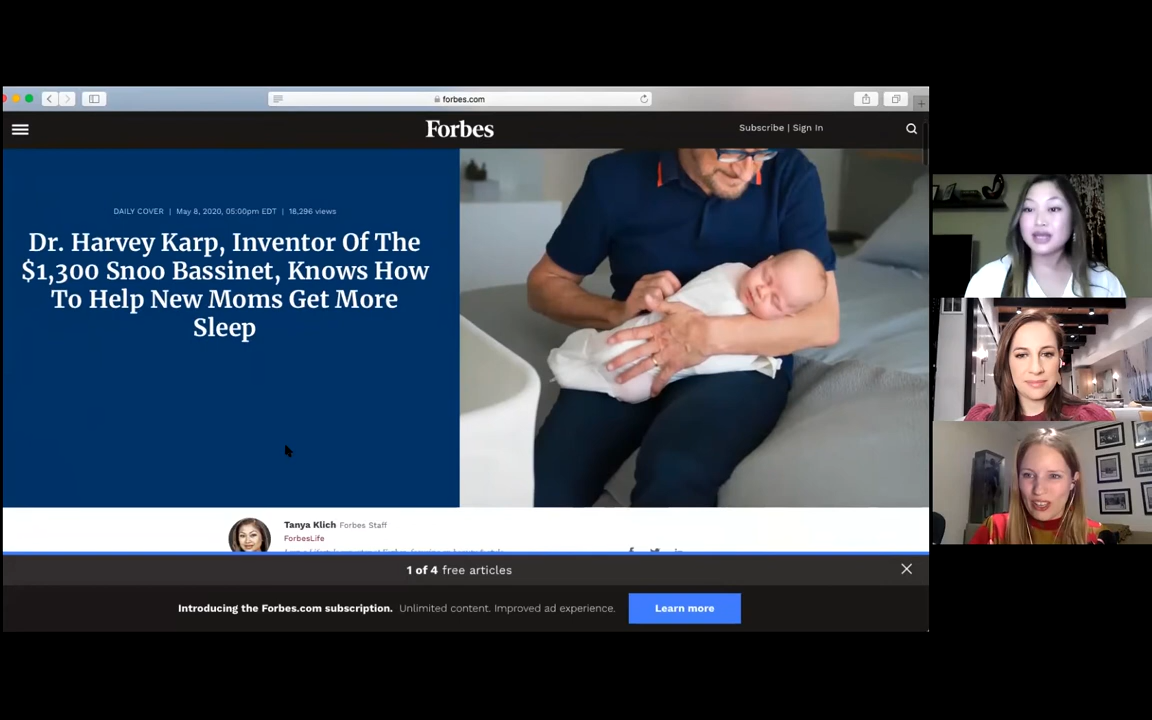 forbes.com
Forbes
Subscribe | Sign In
DAILY COVER | May 8, 2020, 05:00pm EDT | 18,296 views
Dr. Harvey Karp, Inventor Of The
$1,300 Snoo Bassinet, Knows How
To Help New Moms Get More
Sleep
Tanya Klich Forbes Staff
ForbesLife
1 of 4 free articles
Introducing the Forbes.com subscription. Unlimited content. Improved ad experience.
Learn more